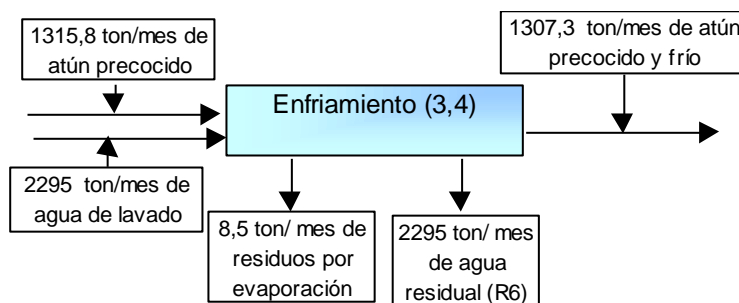 1315,8 ton/mes de
atún precocido
1307,3 ton/mes de atún
precocido y frío
Enfriamiento (3,4)
2295 ton/mes de
agua de lavado
8,5 ton/ mes de
residuos por
evaporación
2295 ton/ mes
de agua
residual (R6)